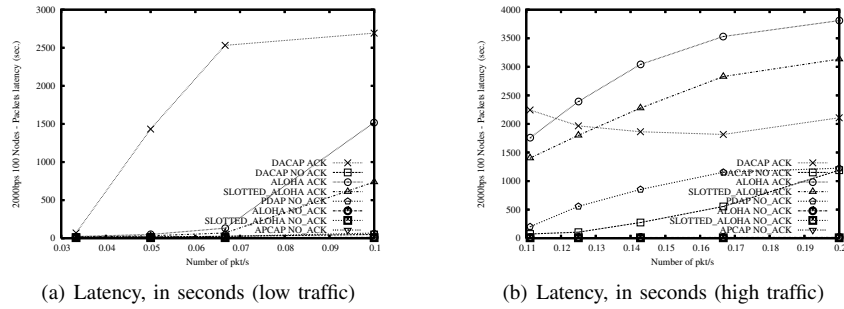 2000bps 100 Nodes - Packets latency (sec.)
3000
2500
2000
1500
1000
500
0
0.03 0.04 0.05 0.06 0.07 0.08 0.09 0.1
Number of pkt/s
DACAP ACK
DACAP NO_ACK
ALOHA ACK
SLOTTED_ALOHA ACK
PDAP NO_ACK
ALOHA NO_ACK
SLOTTED_ALOHA NO_ACK
APCAP NO_ACK
(a) Latency, in seconds (low traffic)
2000bps 100 Nodes - Packets latency (sec.)
4000
3500
3000
2500
2000
1500
1000
500
0
0.11 0.12 0.13 0.14 0.15 0.16 0.17 0.18 0.19 0.2
Number of pkt/s
DACAP ACK
DACAP NO_ACK
ALOHA ACK
SLOTTED_ALOHA ACK
PDAP NO_ACK
ALOHA NO_ACK
SLOTTED_ALOHA NO_ACK
APCAP NO_ACK
(b) Latency, in seconds (high traffic)